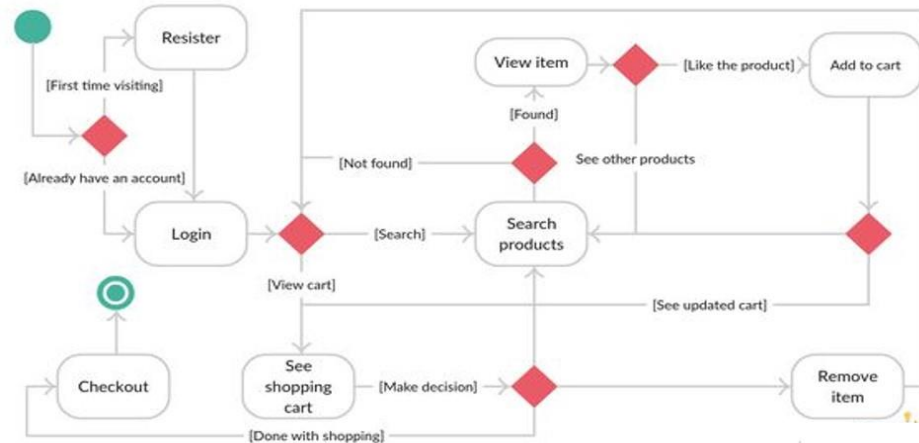 Resister
View item
[Like the product]
Add to cart
[First time visiting]
[Found]
[Not found]
See other products
[Already have an account]
Login
[Search]
Search
products
[View cart]
[See updated cart]
Checkout
See
shopping
cart
[Make decision]
Remove
item
[Done with shopping]